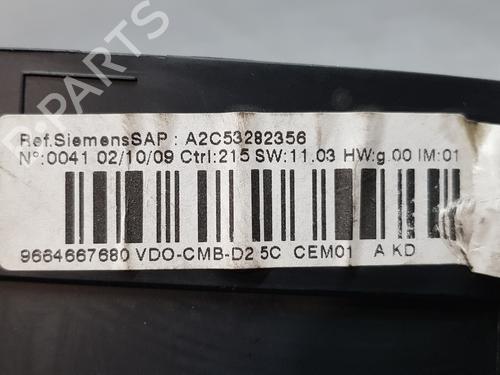 B-PARTS
Ref.SiemensSAP : A2C53282356
Nº:0041 02/10/09 Ctrl:215 SW:11.03 HW:g.00 IM:01
9664667680 VDO-CMB-D2 5C CEM01 A KD